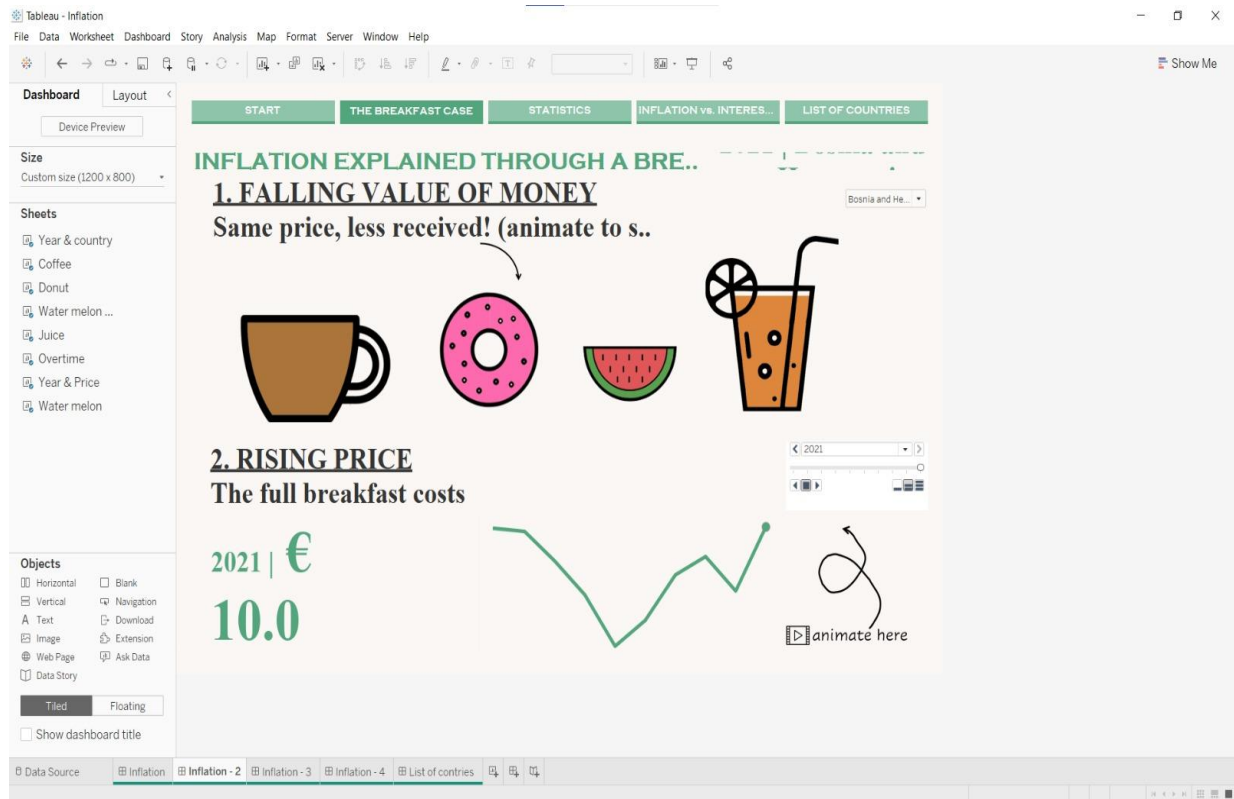 Tableau - Inflation
File Data Worksheet Dashboard Story Analysis Map Format Server Window Help
Show Me
Dashboard Layout
Device Preview
Size
Custom size (1200 x 800)
Sheets
Year & country
Coffee
Donut
Water melon ...
Juice
Overtime
Year & Price
Water melon
START THE BREAKFAST CASE STATISTICS INFLATION vs. INTERES... LIST OF COUNTRIES
INFLATION EXPLAINED THROUGH A BRE..
1. FALLING VALUE OF MONEY
Bosnia and He...
Same price, less received! (animate to s..
2. RISING PRICE
The full breakfast costs
2021
2021 | €
10.0
animate here
Objects
Horizontal Blank
Vertical Navigation
A Text Download
Image Extension
Web Page Ask Data
Data Story
Tiled Floating
Show dashboard title
Data Source Inflation Inflation - 2 Inflation - 3 Inflation - 4 List of contries